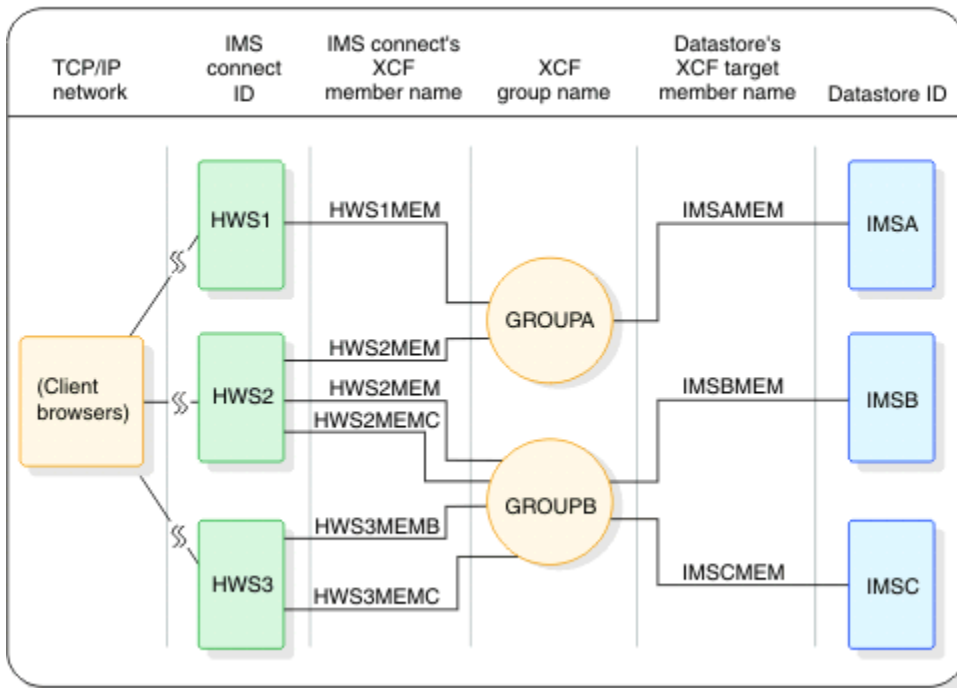 TCP/IP
network
IMS
connect
ID
IMS connect's
XCF
member name
XCF
group name
Datastore's
XCF target
member name
Datastore ID
HWS1
HWS1MEM
IMSAMEM
IMSA
GROUPA
(Client
browsers)
HWS2
HWS2MEM
HWS2MEM
HWS2MEMC
IMSBMEM
IMSB
GROUPB
HWS3
HWS3MEMB
HWS3MEMC
IMSCMEM
IMSC